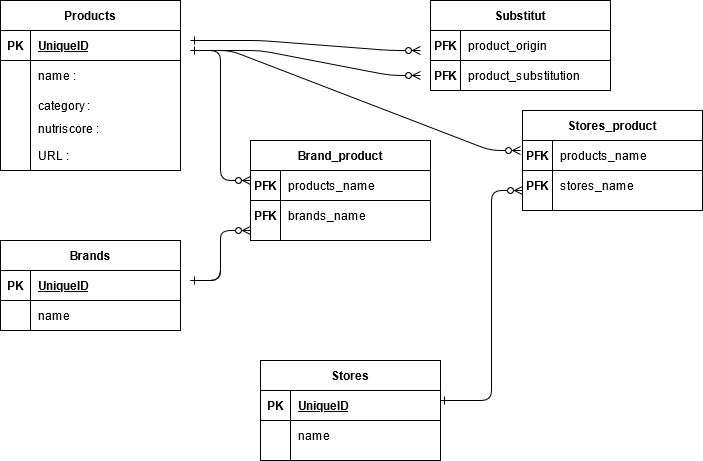 Products
PK UniqueID
name :
category :
nutriscore :
URL :
Substitut
PFK product_origin
PFK product_substitution
Stores_product
PFK products_name
PFK stores_name
Brand_product
PFK products_name
PFK brands_name
Brands
PK UniqueID
name
Stores
PK UniqueID
name